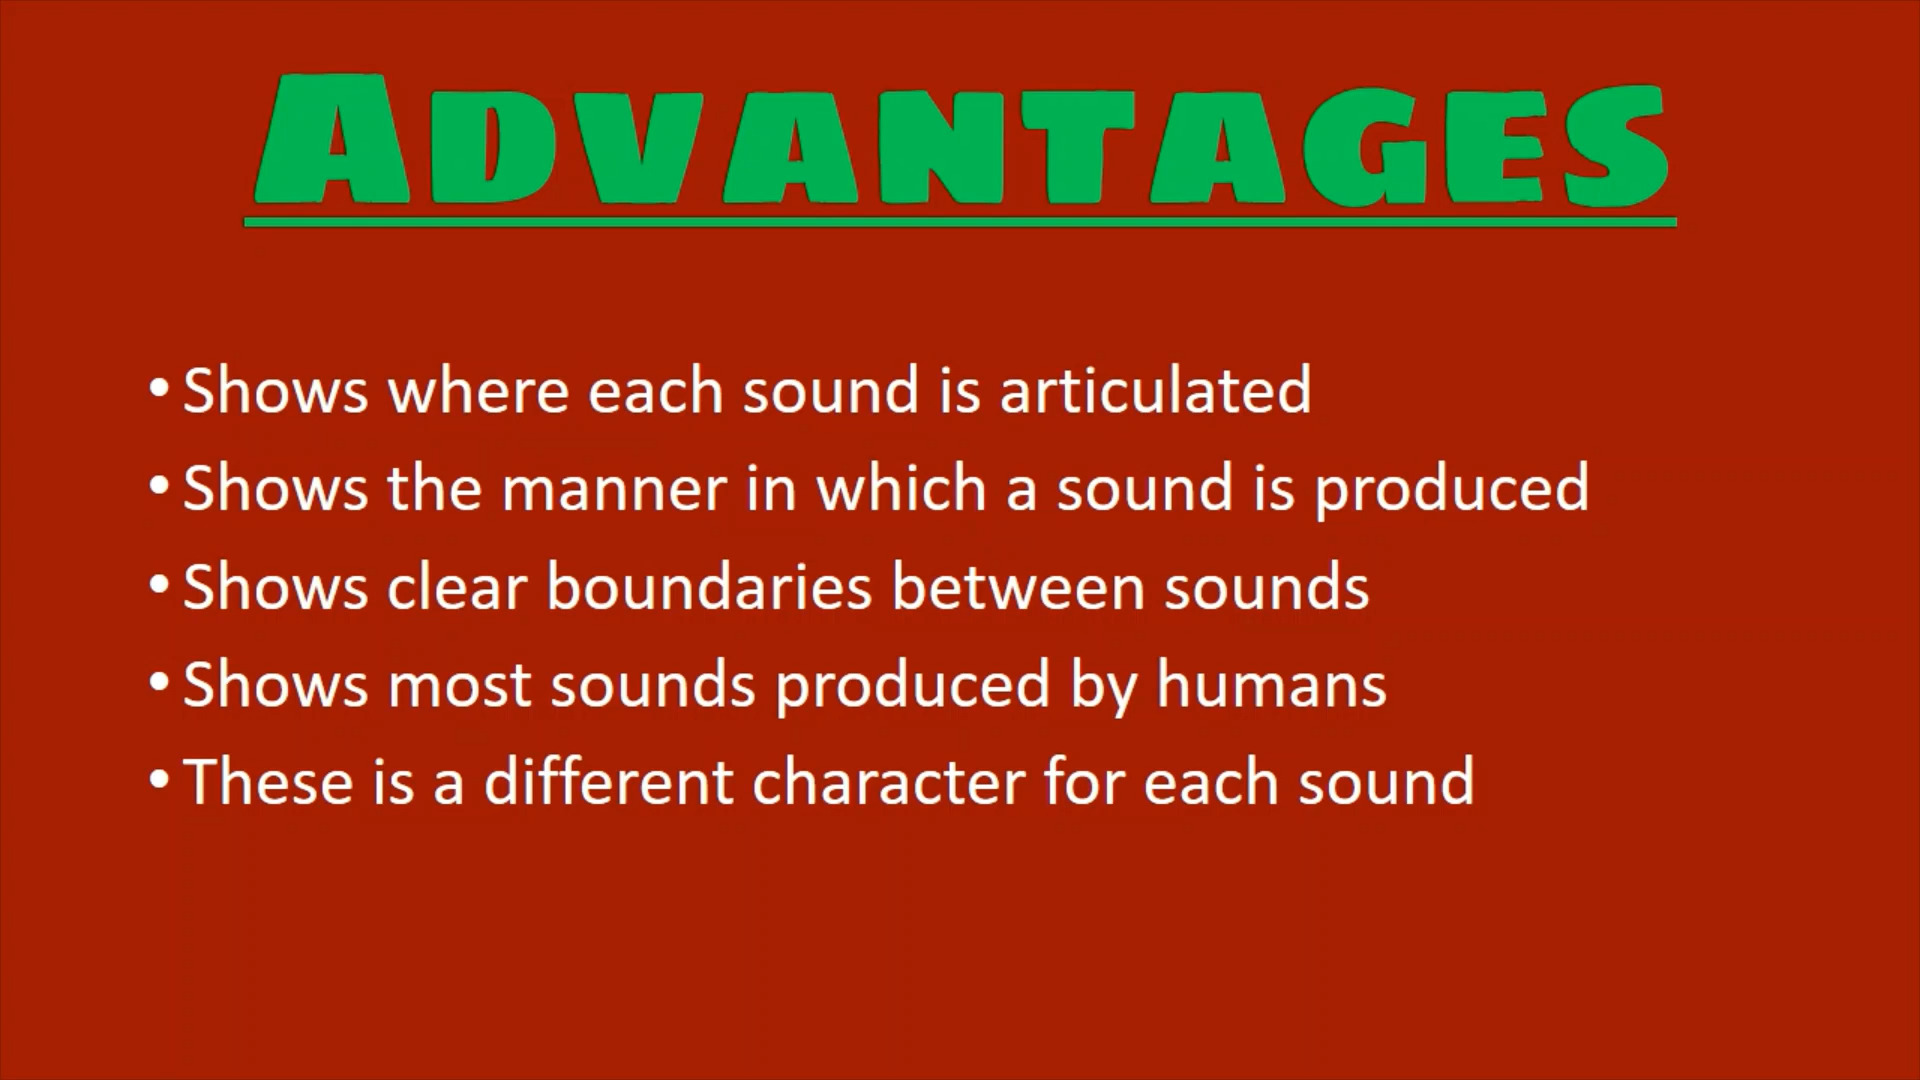 Advantages
• Shows where each sound is articulated
• Shows the manner in which a sound is produced
• Shows clear boundaries between sounds
• Shows most sounds produced by humans
• These is a different character for each sound